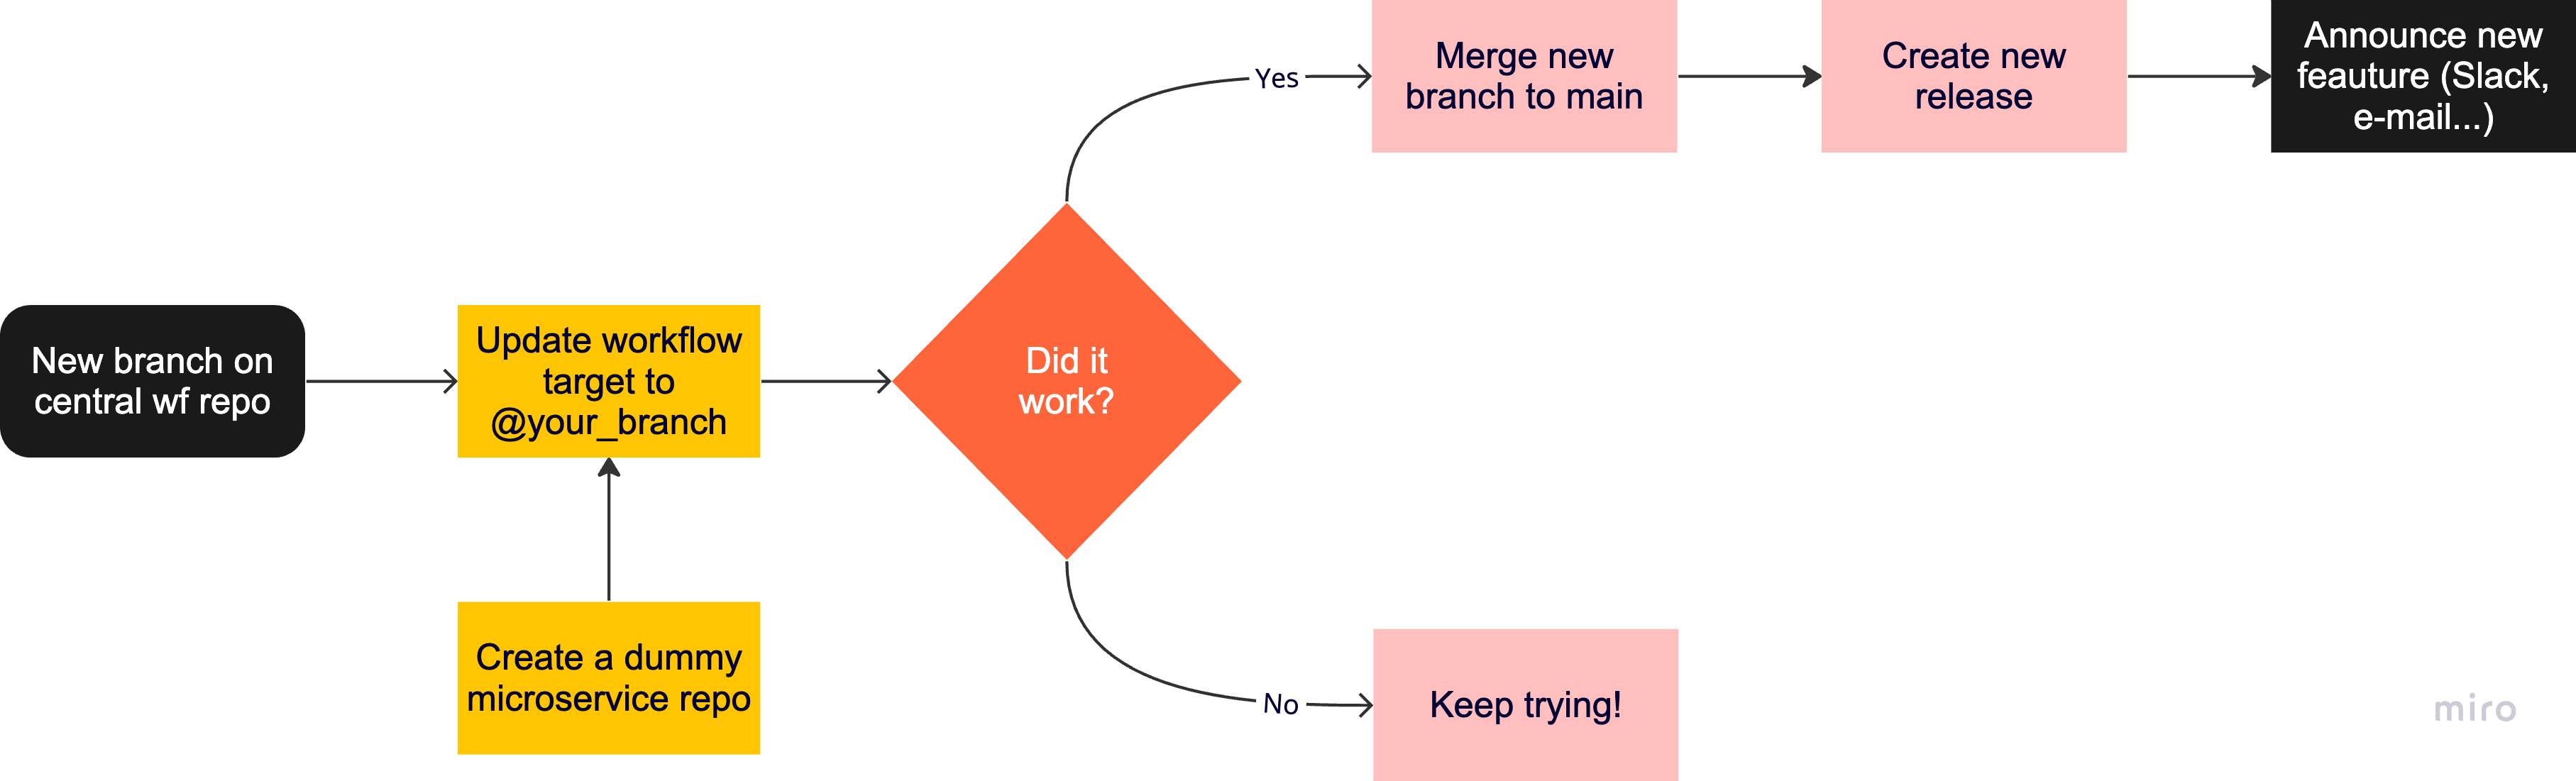 New branch on
central wf repo
Update workflow
target to
@your_branch
Create a dummy
microservice repo
Did it
work?
Yes
Merge new
branch to main
Create new
release
Announce new
feauture (Slack,
e-mail...)
No
Keep trying!
miro